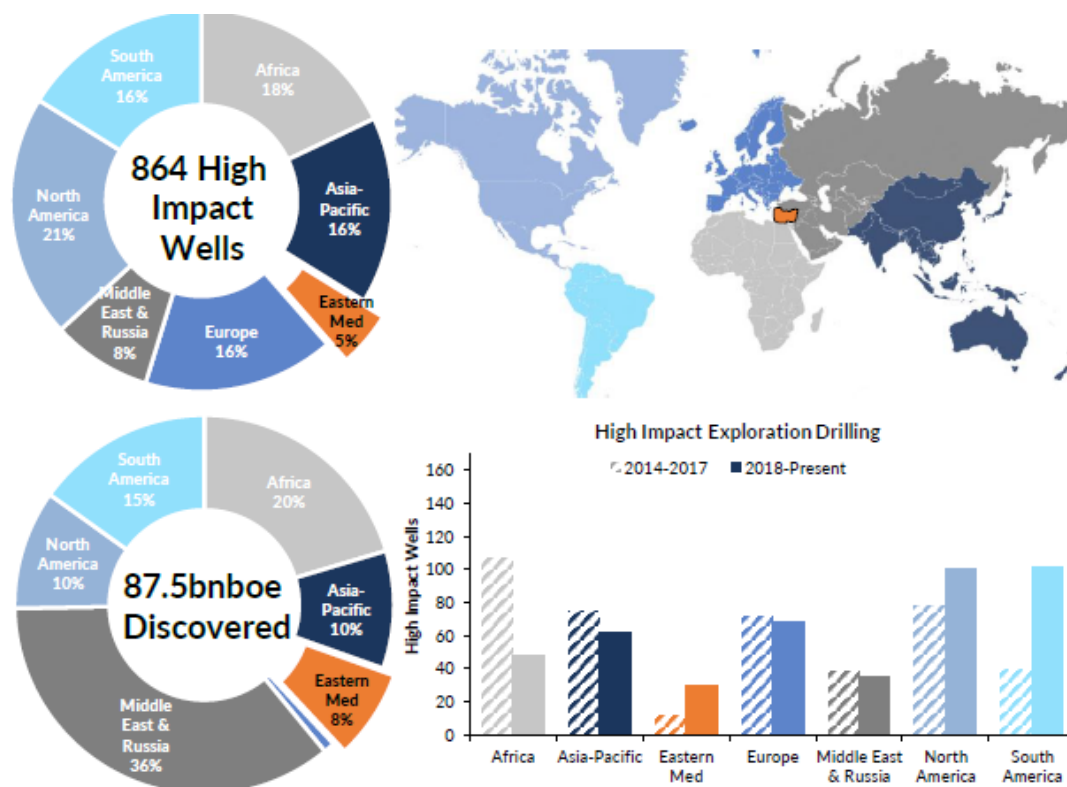 South
America
16%
Africa
18%
North
America
21%
864 High
Impact
Wells
Asia-
Pacific
16%
Middle
East &
Russia
8%
Europe
16%
Eastern
Med
5%
South
America
15%
Africa
20%
North
America
10%
87.5bnboe
Discovered
Asia-
Pacific
10%
Middle
East &
Russia
36%
Eastern
Med
8%
High Impact Exploration Drilling
2014-2017
2018-Present
High Impact Wells
160
140
120
100
80
60
40
20
0
Africa
Asia-Pacific
Eastern
Med
Europe
Middle East
& Russia
North
America
South
America